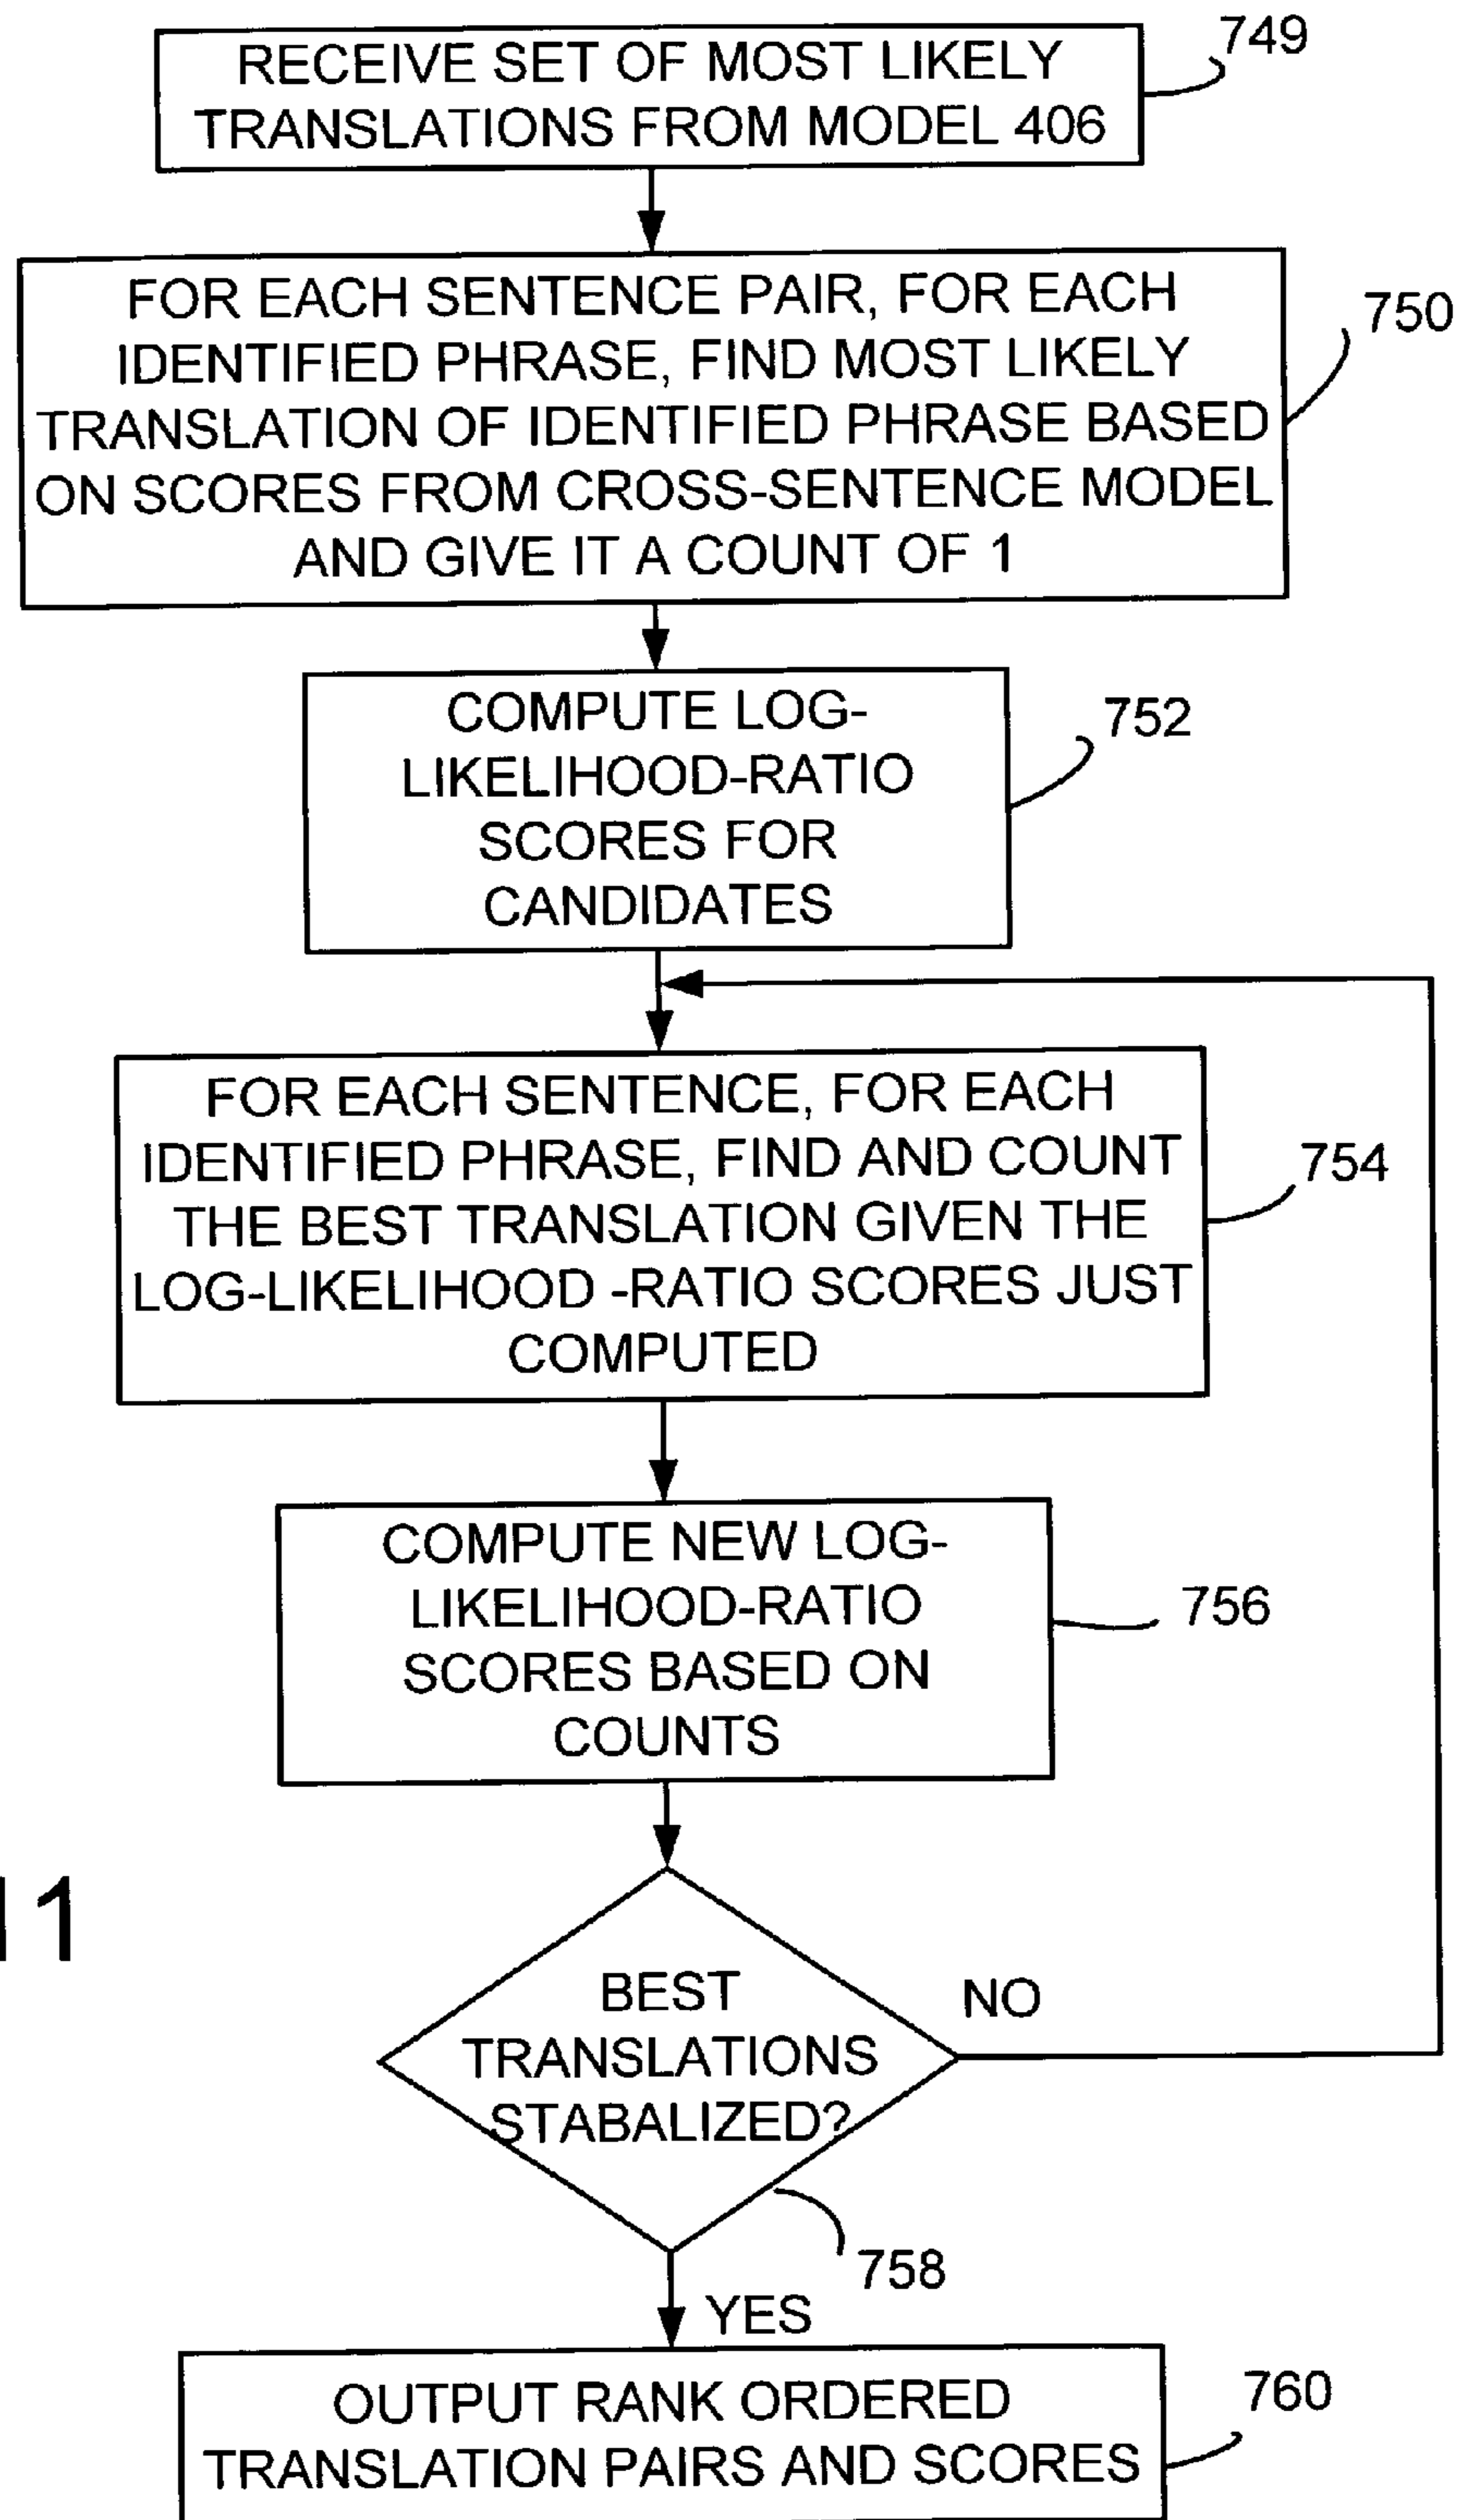 RECEIVE SET OF MOST LIKELY
TRANSLATIONS FROM MODEL 406
749
FOR EACH SENTENCE PAIR, FOR EACH
IDENTIFIED PHRASE, FIND MOST LIKELY
TRANSLATION OF IDENTIFIED PHRASE BASED
ON SCORES FROM CROSS-SENTENCE MODEL
AND GIVE IT A COUNT OF 1
750
COMPUTE LOG-
LIKELIHOOD-RATIO
SCORES FOR
CANDIDATES
752
FOR EACH SENTENCE, FOR EACH
IDENTIFIED PHRASE, FIND AND COUNT
THE BEST TRANSLATION GIVEN THE
LOG-LIKELIHOOD -RATIO SCORES JUST
COMPUTED
754
COMPUTE NEW LOG-
LIKELIHOOD-RATIO
SCORES BASED ON
COUNTS
756
BEST
TRANSLATIONS
STABALIZED?
NO
758
YES
OUTPUT RANK ORDERED
TRANSLATION PAIRS AND SCORES
760